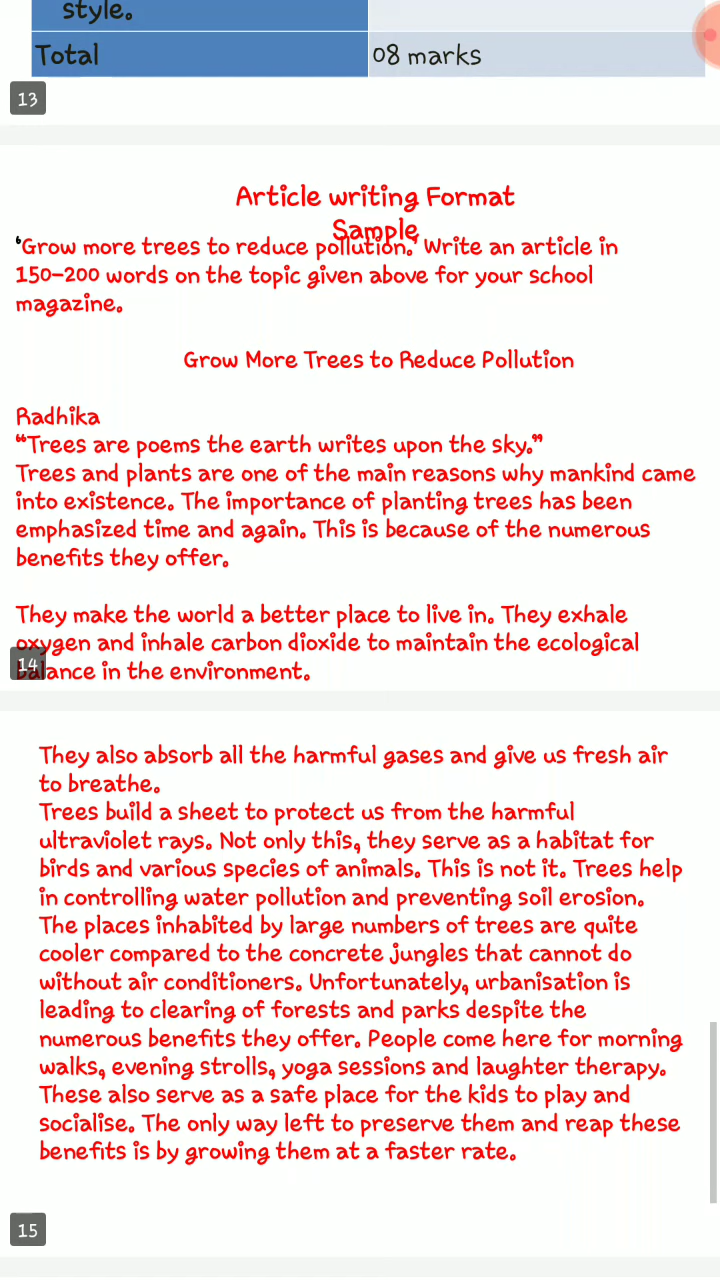 style.
Total 08 marks
13
Article writing Format
Sample
‘Grow more trees to reduce pollution.’ Write an article in
150-200 words on the topic given above for your school
magazine.
Grow More Trees to Reduce Pollution
Radhika
“Trees are poems the earth writes upon the sky.”
Trees and plants are one of the main reasons why mankind came
into existence. The importance of planting trees has been
emphasized time and again. This is because of the numerous
benefits they offer.
They make the world a better place to live in. They exhale
oxygen and inhale carbon dioxide to maintain the ecological
balance in the environment.
14
They also absorb all the harmful gases and give us fresh air
to breathe.
Trees build a sheet to protect us from the harmful
ultraviolet rays. Not only this, they serve as a habitat for
birds and various species of animals. This is not it. Trees help
in controlling water pollution and preventing soil erosion.
The places inhabited by large numbers of trees are quite
cooler compared to the concrete jungles that cannot do
without air conditioners. Unfortunately, urbanisation is
leading to clearing of forests and parks despite the
numerous benefits they offer. People come here for morning
walks, evening strolls, yoga sessions and laughter therapy.
These also serve as a safe place for the kids to play and
socialise. The only way left to preserve them and reap these
benefits is by growing them at a faster rate.
15